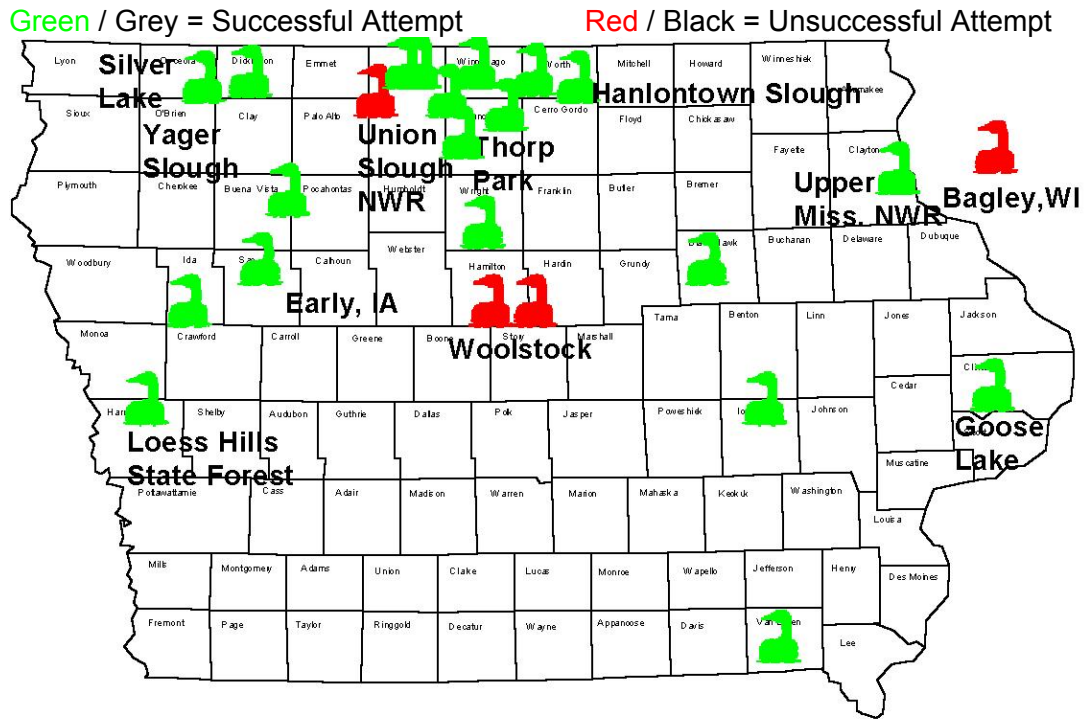 Green / Grey = Successful Attempt Red / Black = Unsuccessful Attempt
Lyon Dickinson Emmet Worth Mitchell Howard Winneshiek
Silver
Lake
Hanlontown Slough
Sioux O'Brien Clay Palo Alto Cerro Gordo Floyd Chickasaw
Yager
Slough
Union
Slough
NWR
Thorp
Park
Fayette Clayton
Upper
Miss. NWR
Bagley,WI
Plymouth Cherokee Buena Vista Pocahontas Humboldt Wright Franklin Butler Bremer
Woodbury Ida Calhoun Webster Hamilton Hardin Grundy Buchanan Delaware Dubuque
Early, IA
Woolstock
Monoa Crawford Carroll Greene Boone Story Marshall Tama Benton Linn Jones Jackson
Shelby Audubon Guthrie Dallas Polk Jasper Poweshiek Johnson Cedar
Loess Hills
State Forest
Goose
Lake
Pottawattamie Cass Adair Madison Warren Marion Mahaska Keokuk Washington Muscatine
Louisa
Mills Montgomery Adams Union Clake Lucas Monroe Wapello Jefferson Henry Des Moines
Fremont Page Taylor Ringgold Decatur Wayne Appanoose Davis Lee